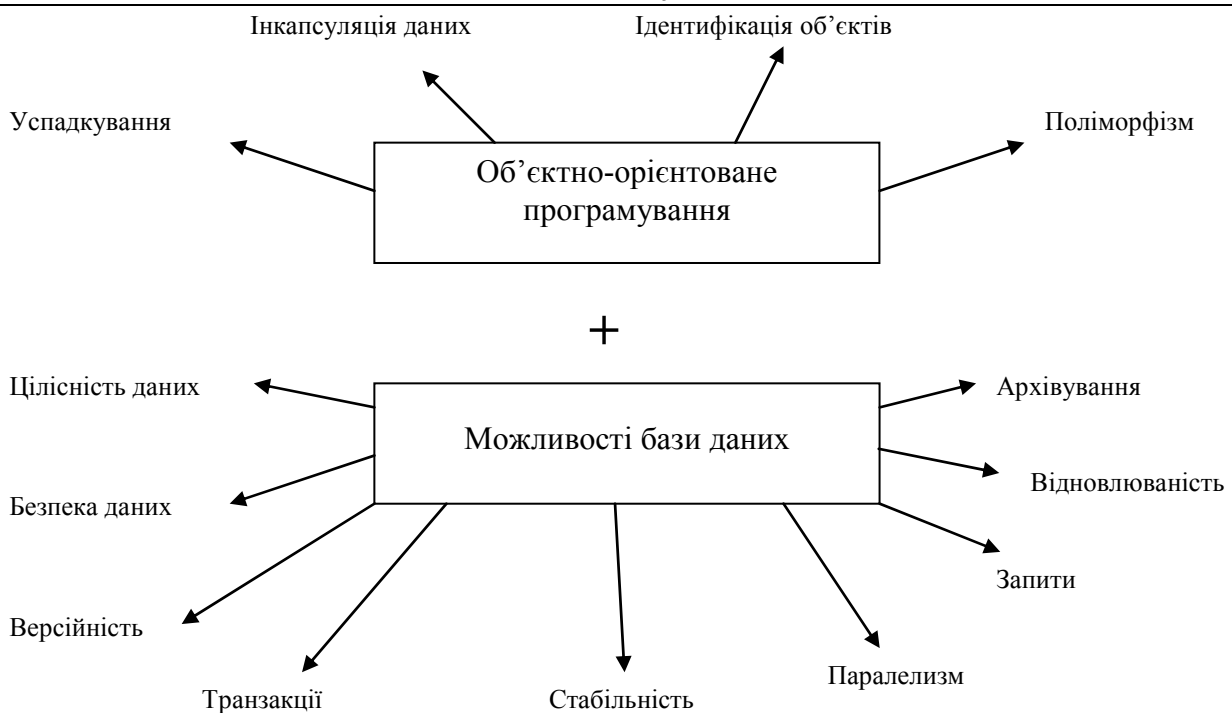 Інкапсуляція даних
Ідентифікація об’єктів
Успадкування
Поліморфізм
Об’єктно-орієнтоване
програмування
+
Цілісність даних
Архівування
Можливості бази даних
Відновлюваність
Безпека даних
Запити
Версійність
Паралелизм
Транзакції
Стабільність